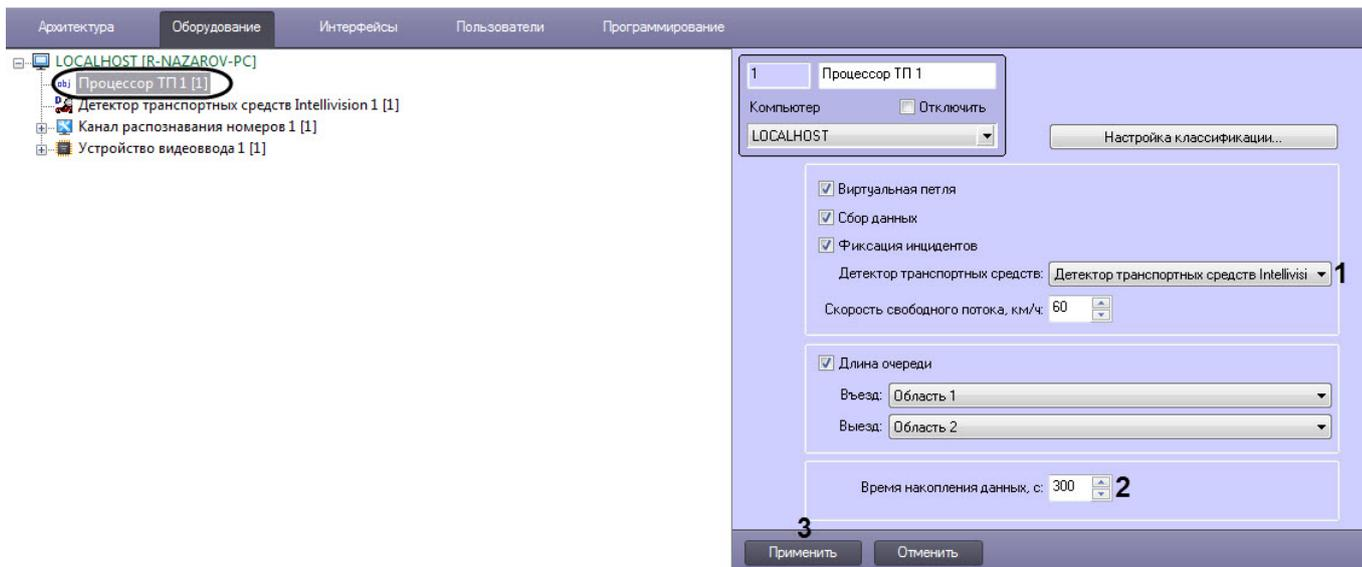 Архитектура Оборудование Интерфейсы Пользователи Программирование
LOCALHOST [R-NAZAROV-PC]
obj Процессор ТП 1 [1]
Детектор транспортных средств Intellivision 1 [1]
Канал распознавания номеров 1 [1]
Устройство видеоввода 1 [1]
1 Процессор ТП 1
Компьютер Отключить
LOCALHOST
Настройка классификации...
Виртуальная петля
Сбор данных
Фиксация инцидентов
Детектор транспортных средств: Детектор транспортных средств Intellivisi 1
Скорость свободного потока, км/ч: 60
Длина очереди
Въезд: Область 1
Выезд: Область 2
Время накопления данных, с: 300 2
3
Применить Отменить